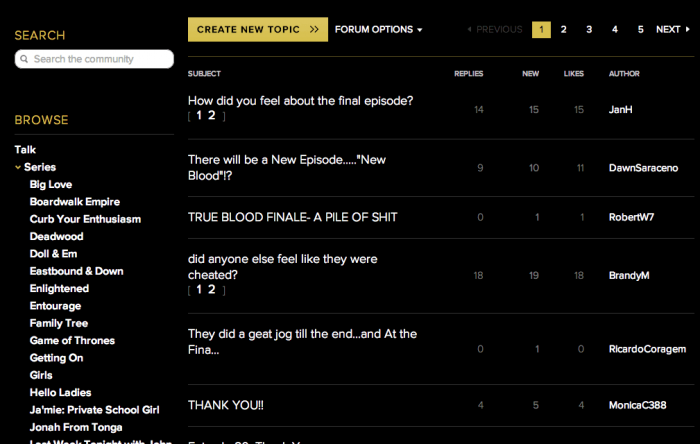 SEARCH
Search the community
BROWSE
Talk
Series
Big Love
Boardwalk Empire
Curb Your Enthusiasm
Deadwood
Doll & Em
Eastbound & Down
Enlightened
Entourage
Family Tree
Game of Thrones
Getting On
Girls
Hello Ladies
Ja'mie: Private School Girl
Jonah From Tonga
Last Week Tonight with John
CREATE NEW TOPIC >> FORUM OPTIONS PREVIOUS 1 2 3 4 5 NEXT
SUBJECT REPLIES NEW LIKES AUTHOR
How did you feel about the final episode? 14 15 15 JanH
[ 1 2 ]
There will be a New Episode....."New 9 10 11 DawnSaraceno
Blood"!?
TRUE BLOOD FINALE- A PILE OF SHIT 0 1 1 RobertW7
did anyone else feel like they were 18 19 18 BrandyM
cheated?
[ 1 2 ]
They did a geat jog till the end...and At the 0 1 0 RicardoCoragem
Fina...
THANK YOU!! 4 5 4 MonicaC388